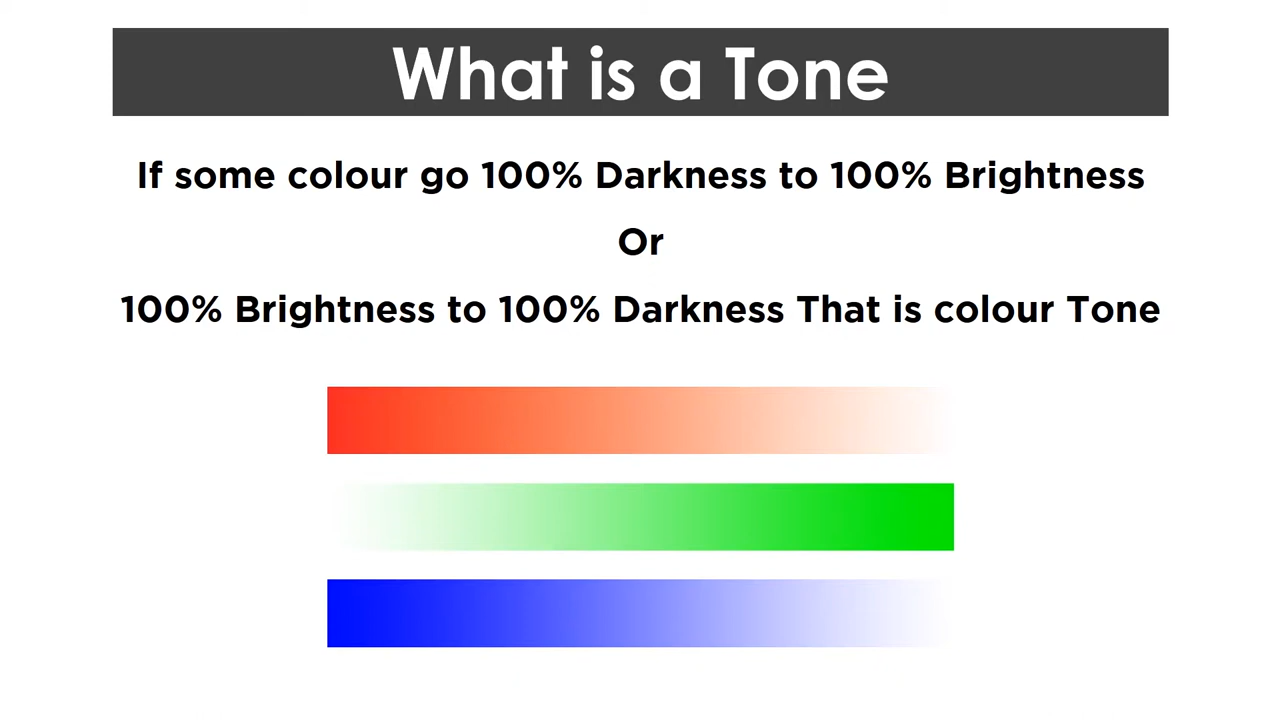 What is a Tone
If some colour go 100% Darkness to 100% Brightness
Or
100% Brightness to 100% Darkness That is colour Tone